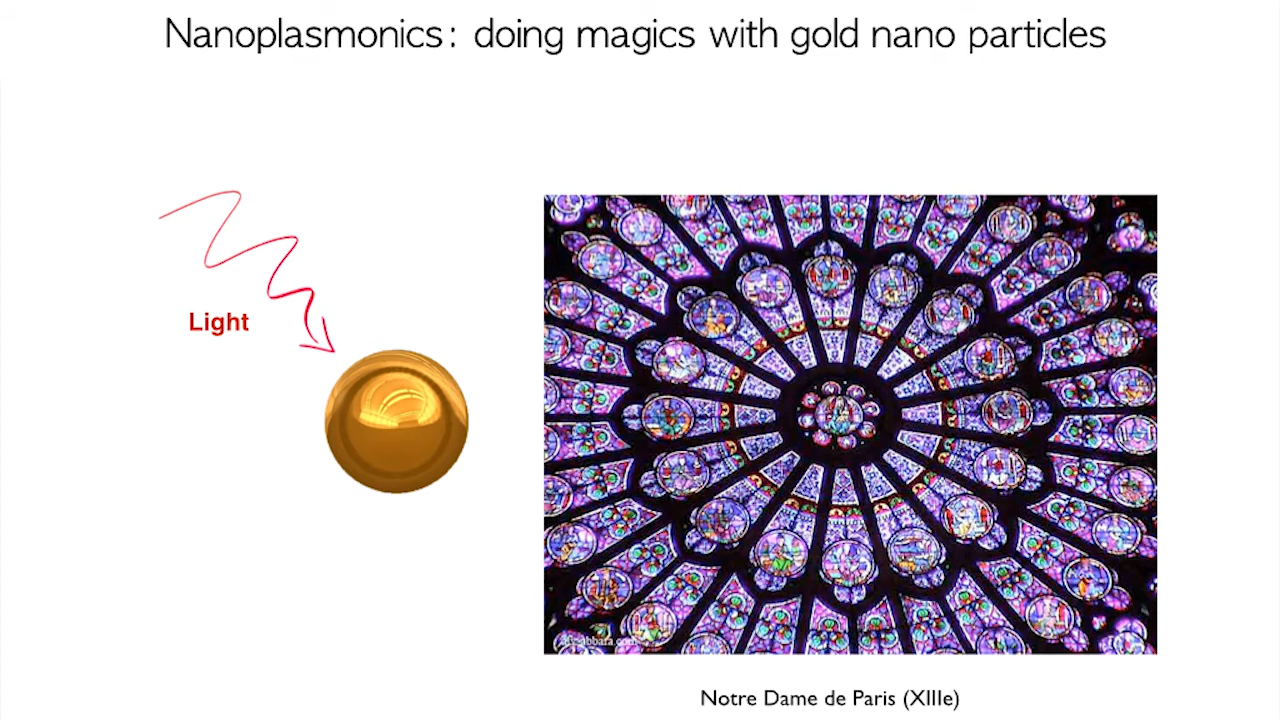 Nanoplasmonics: doing magics with gold nano particles
Light
Notre Dame de Paris (XIIIe)